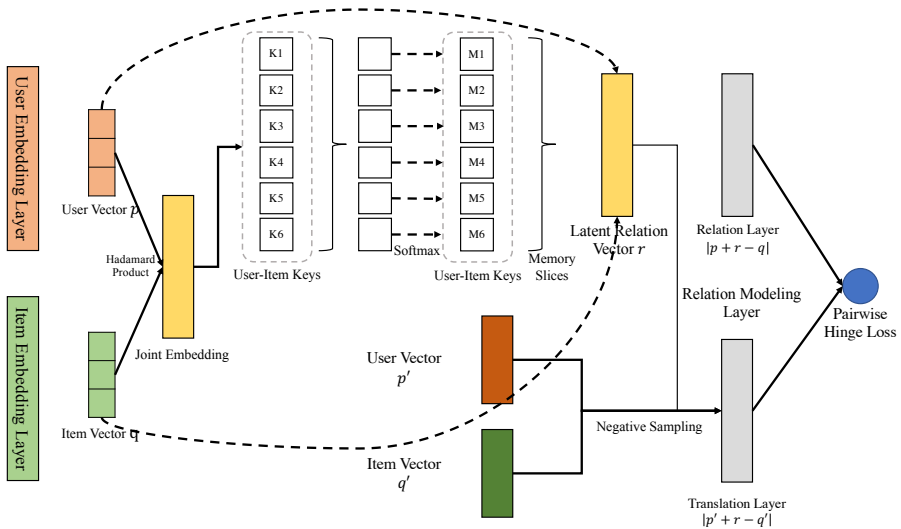 User Embedding Layer
User Vector p
Hadamard
Product
Item Embedding Layer
Item Vector q
Joint Embedding
K1
K2
K3
K4
K5
K6
User-Item Keys
Softmax
M1
M2
M3
M4
M5
M6
User-Item Keys
Memory
Slices
Latent Relation
Vector r
Relation Layer
|p + r − q|
Relation Modeling
Layer
Pairwise
Hinge Loss
User Vector
p′
Item Vector
q′
Negative Sampling
Translation Layer
|p′ + r − q′|